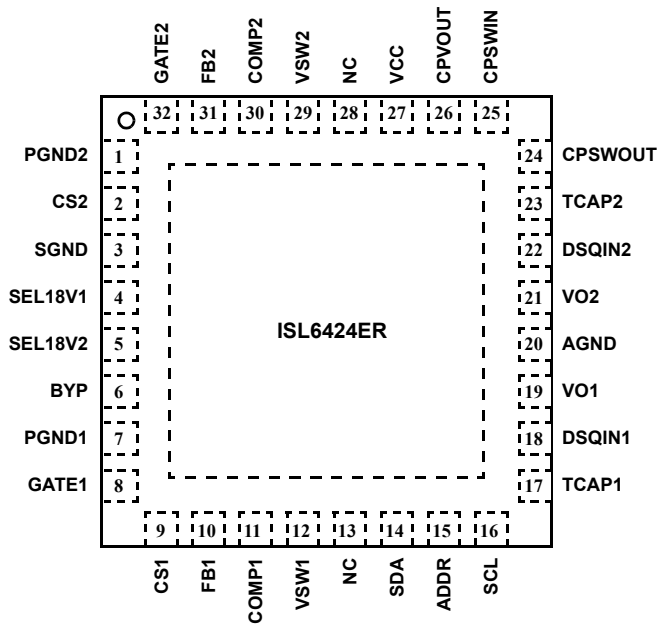 GATE2 FB2 COMP2 VSW2 NC VCC CPVOUT CPSWIN
32 31 30 29 28 27 26 25
PGND2 1 24 CPSWOUT
CS2 2 23 TCAP2
SGND 3 22 DSQIN2
SEL18V1 4 21 VO2
ISL6424ER
SEL18V2 5 20 AGND
BYP 6 19 VO1
PGND1 7 18 DSQIN1
GATE1 8 17 TCAP1
9 10 11 12 13 14 15 16
CS1 FB1 COMP1 VSW1 NC SDA ADDR SCL